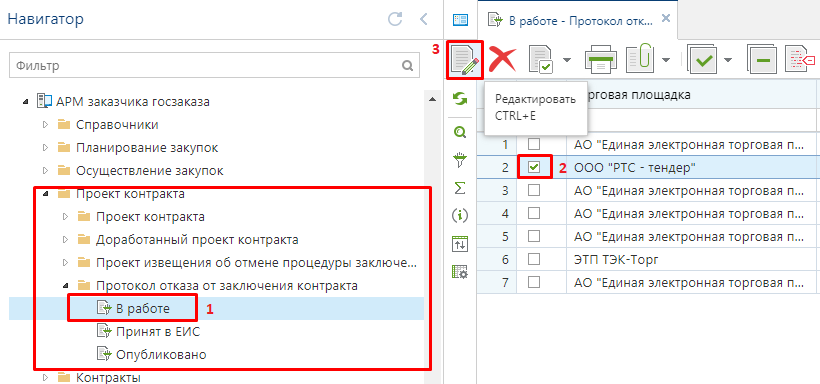 Навигатор
Фильтр
АРМ заказчика госзаказа
Справочники
Планирование закупок
Осуществление закупок
Проект контракта
Проект контракта
Доработанный проект контракта
Проект извещения об отмене процедуры заключе...
Протокол отказа от заключения контракта
В работе 1
Принят в ЕИС
Опубликовано
Контракты
В работе - Протокол отк... ×
3
Редактировать
CTRL+E
орговая площадка
1 АО "Единая электронная торговая п...
2 2 ООО "РТС - тендер"
3 АО "Единая электронная торговая п...
4 АО "Единая электронная торговая п...
5 АО "Единая электронная торговая п...
6 ЭТП ТЭК-Торг
7 АО "Единая электронная торговая п...